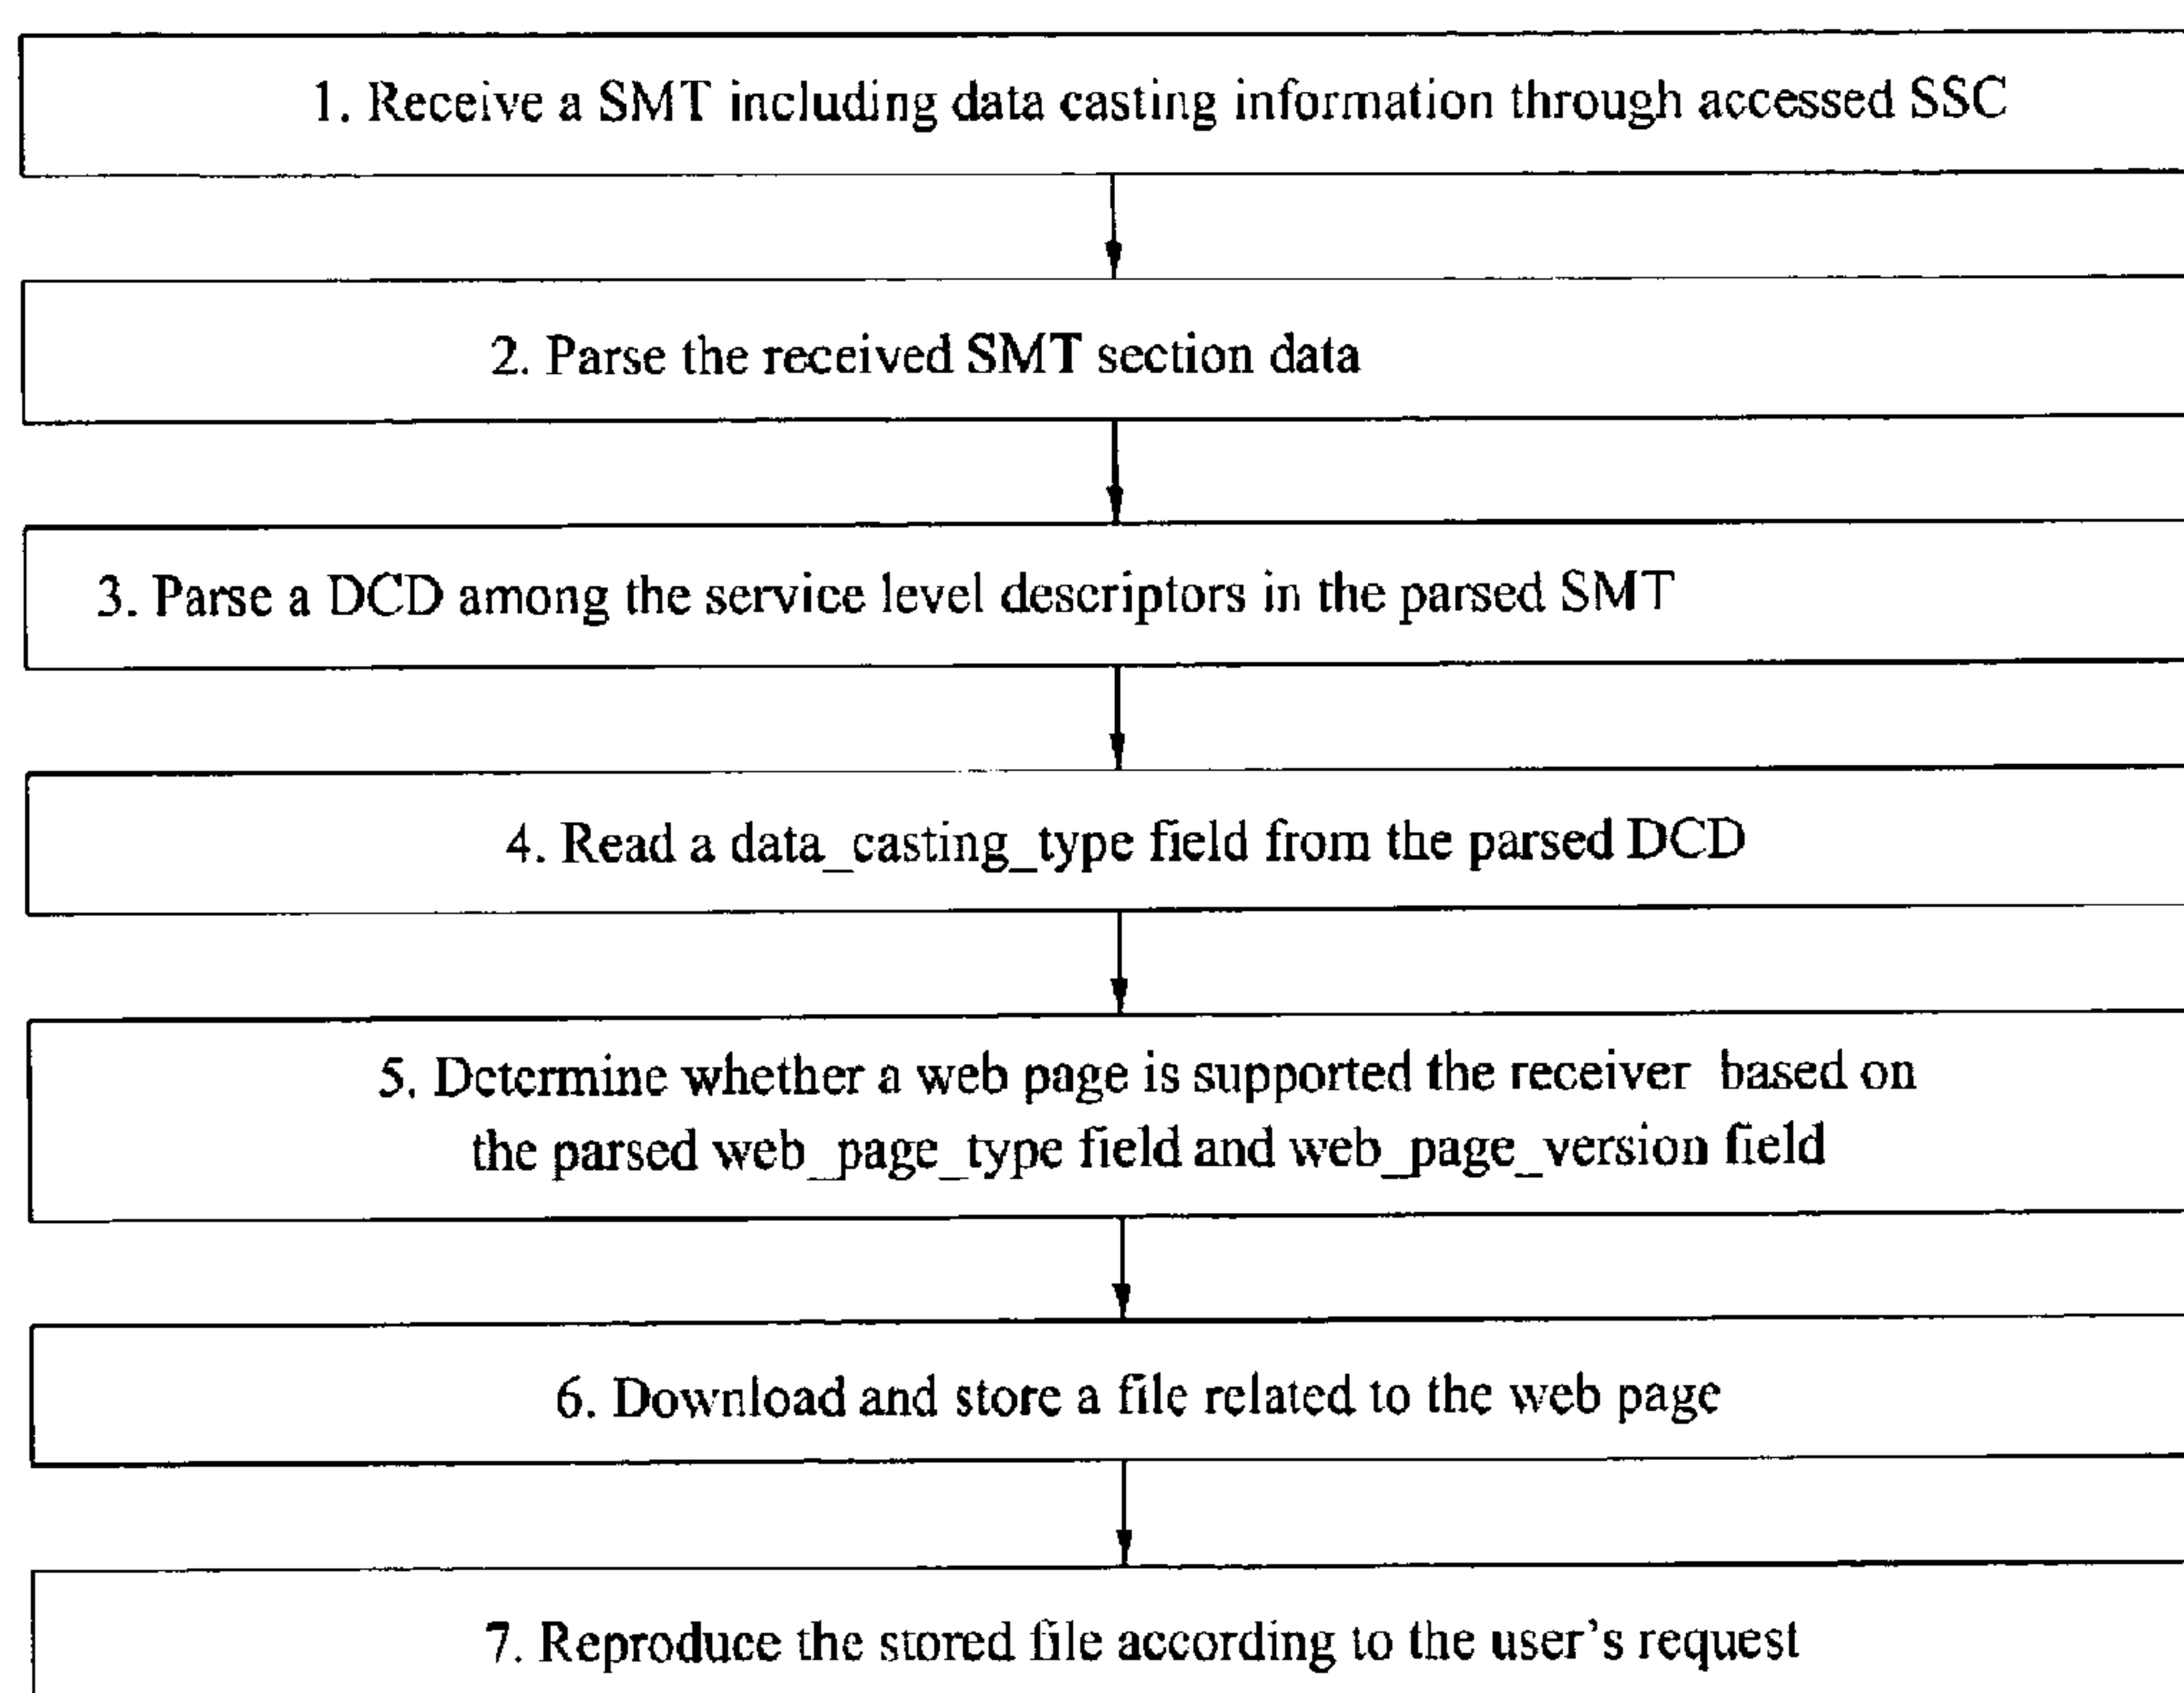 1. Receive a SMT including data casting information through accessed SSC
2. Parse the received SMT section data
3. Parse a DCD among the service level descriptors in the parsed SMT
4. Read a data_casting_type field from the parsed DCD
5. Determine whether a web page is supported the receiver based on
the parsed web_page_type field and web_page_version field
6. Download and store a file related to the web page
7. Reproduce the stored file according to the user's request